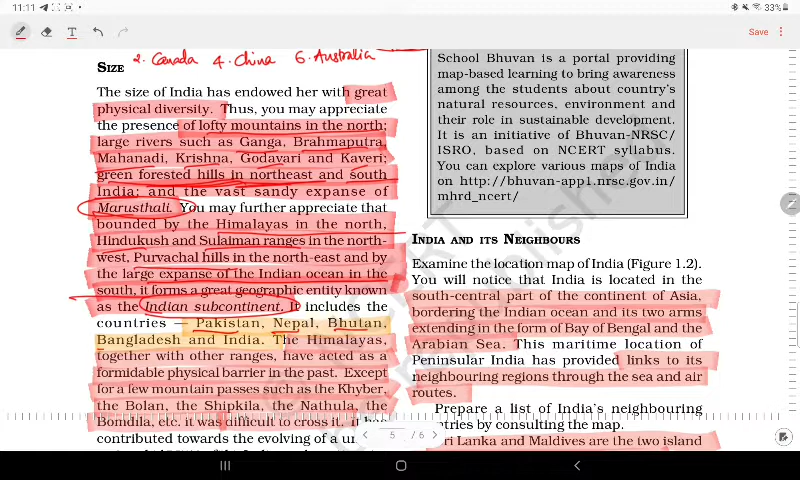 11:11
33%
Save
2. Canada 4. China 6. Australia
SIZE
The size of India has endowed her with great
physical diversity. Thus, you may appreciate
the presence of lofty mountains in the north;
large rivers such as Ganga, Brahmaputra,
Mahanadi, Krishna, Godavari and Kaveri;
green forested hills in northeast and south
India; and the vast sandy expanse of
Marusthali. You may further appreciate that
bounded by the Himalayas in the north,
Hindukush and Sulaiman ranges in the north-
west, Purvachal hills in the north-east and by
the large expanse of the Indian ocean in the
south, it forms a great geographic entity known
as the Indian subcontinent. It includes the
countries — Pakistan, Nepal, Bhutan,
Bangladesh and India. The Himalayas,
together with other ranges, have acted as a
formidable physical barrier in the past. Except
for a few mountain passes such as the Khyber,
the Bolan, the Shipkila, the Nathula, the
Bomdila, etc. it was difficult to cross it. It has
contributed towards the evolving of a
School Bhuvan is a portal providing
map-based learning to bring awareness
among the students about country's
natural resources, environment and
their role in sustainable development.
It is an initiative of Bhuvan-NRSC/
ISRO, based on NCERT syllabus.
You can explore various maps of India
on http://bhuvan-app1.nrsc.gov.in/
mhrd_ncert/
INDIA AND ITS NEIGHBOURS
Examine the location map of India (Figure 1.2).
You will notice that India is located in the
south-central part of the continent of Asia,
bordering the Indian ocean and its two arms
extending in the form of Bay of Bengal and the
Arabian Sea. This maritime location of
Peninsular India has provided links to its
neighbouring regions through the sea and air
routes.
Prepare a list of India's neighbouring
ntries by consulting the map.
ri Lanka and Maldives are the two island
5 /6